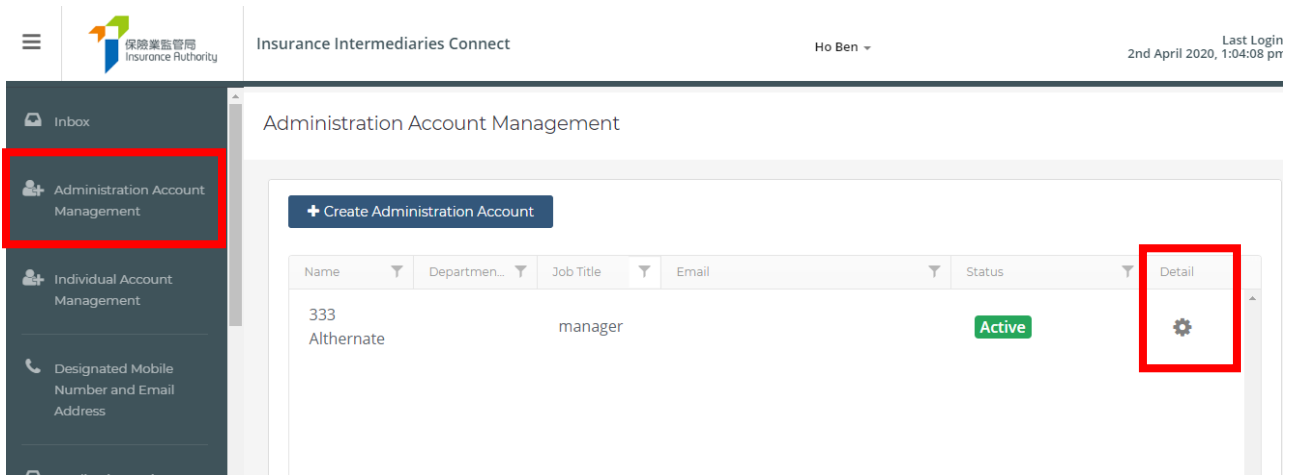 保險業監管局
Insurance Authority
Insurance Intermediaries Connect
Ho Ben
Last Login
2nd April 2020, 1:04:08 pm
Inbox
Administration Account
Management
Individual Account
Management
Designated Mobile
Number and Email
Address
Administration Account Management
+ Create Administration Account
Name Departmen... Job Title Email Status Detail
333
Althernate
manager
Active